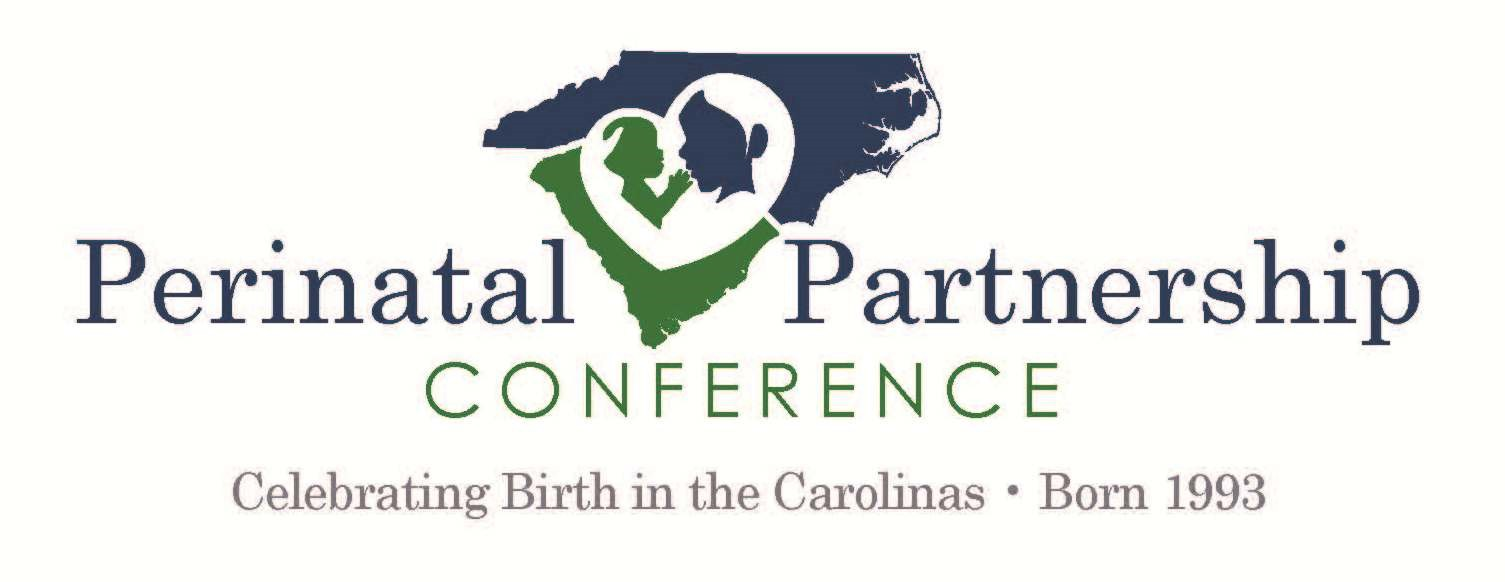 Perinatal Partnership
CONFERENCE
Celebrating Birth in the Carolinas • Born 1993